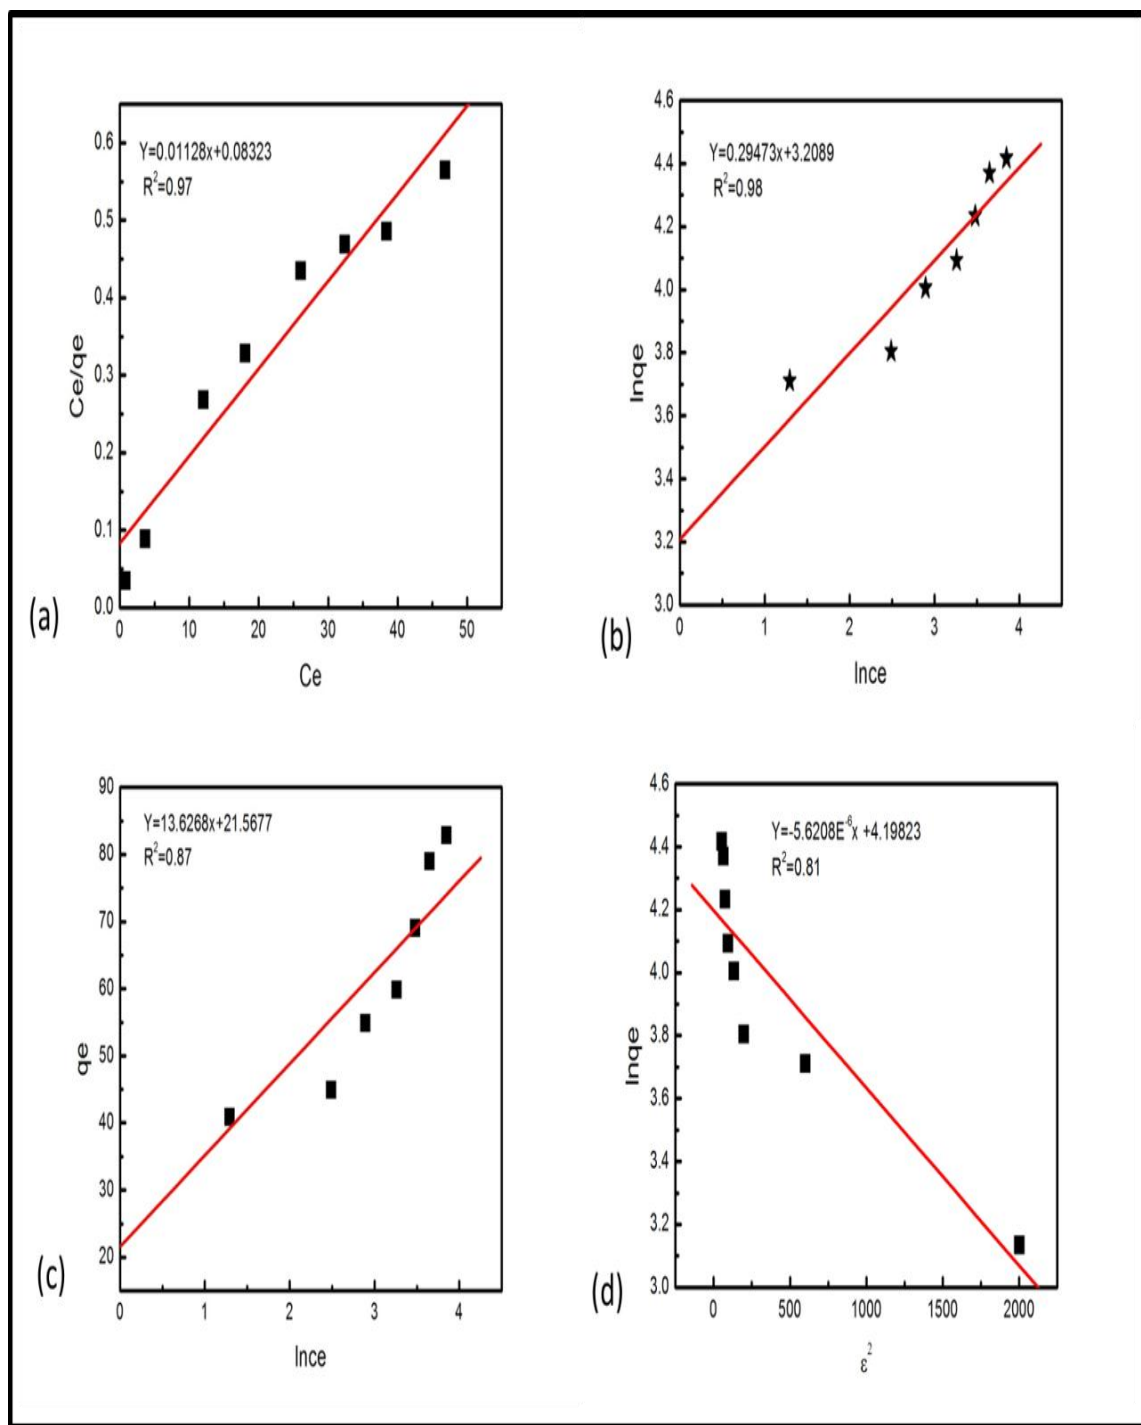 Y=0.01128x+0.08323
R²=0.97
0.6
0.5
0.4
0.3
0.2
0.1
0.0
Ce/qe
0 10 20 30 40 50
Ce
(a)
Y=0.29473x+3.2089
R²=0.98
4.6
4.4
4.2
4.0
3.8
3.6
3.4
3.2
3.0
lnqe
0 1 2 3 4
lnce
(b)
Y=13.6268x+21.5677
R²=0.87
90
80
70
60
50
40
30
20
qe
0 1 2 3 4
lnce
(c)
Y=-5.6208E⁻⁶x +4.19823
R²=0.81
4.6
4.4
4.2
4.0
3.8
3.6
3.4
3.2
3.0
lnqe
0 500 1000 1500 2000
ε²
(d)